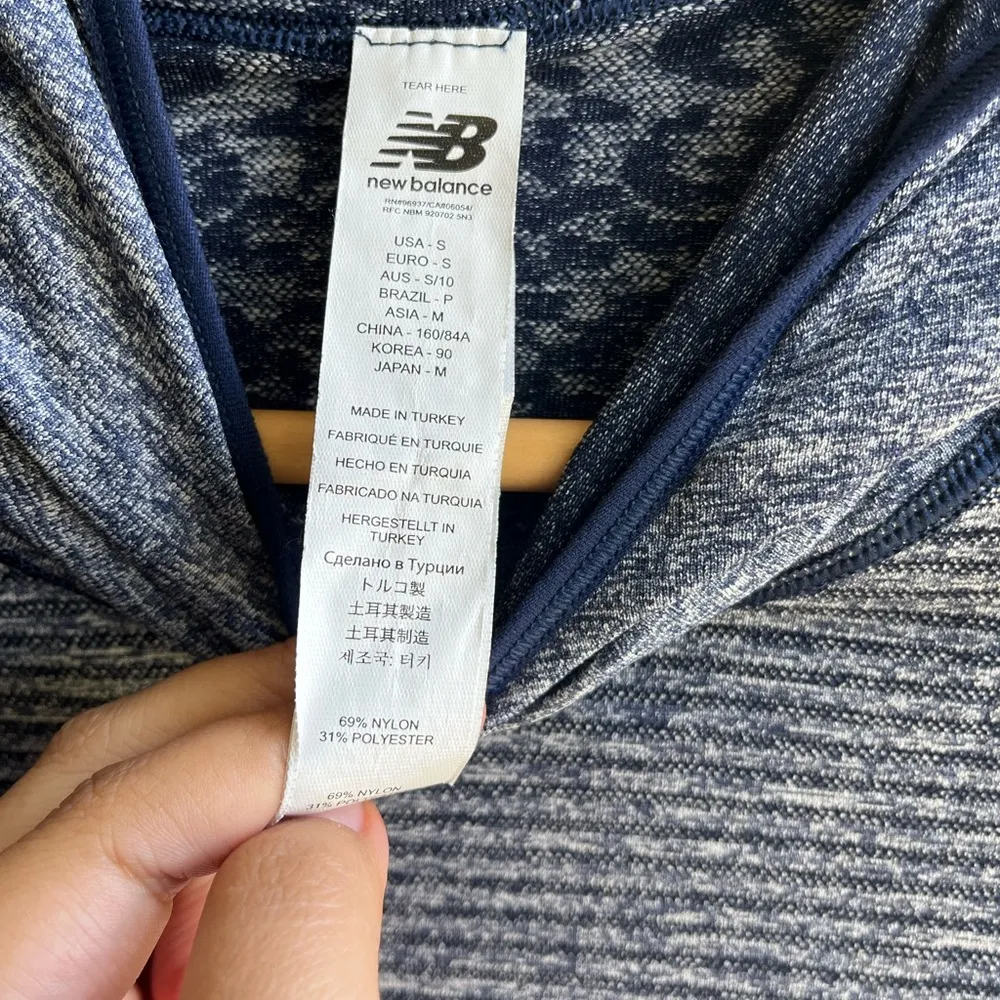 TEAR HERE
NB
new balance
RN#96937/CA#06054/
RFC NBM 920702 5N3
USA - S
EURO - S
AUS - S/10
BRAZIL - P
ASIA - M
CHINA - 160/84A
KOREA - 90
JAPAN - M
MADE IN TURKEY
FABRIQUÉ EN TURQUIE
HECHO EN TURQUIA
FABRICADO NA TURQUIA
HERGESTELLT IN
TURKEY
Сделано в Турции
トルコ製
土耳其製造
土耳其制造
제조국: 터키
69% NYLON
31% POLYESTER
69% NYLON
31%